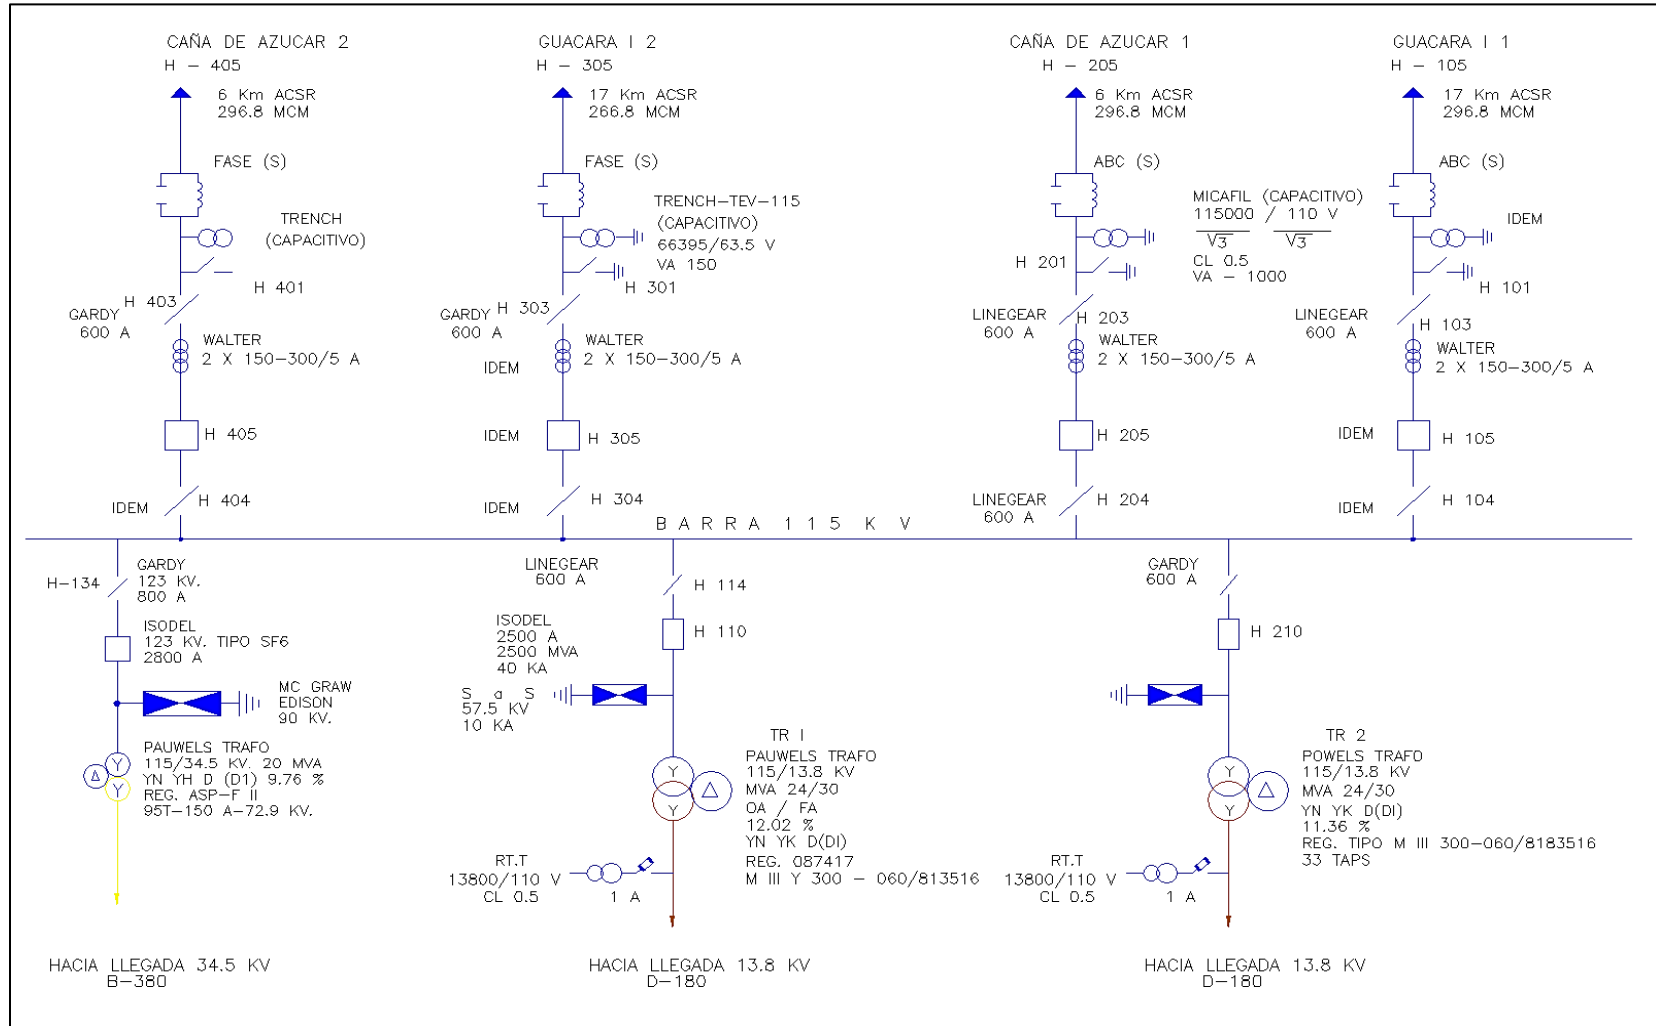 CAÑA DE AZUCAR 2
H - 405
6 Km ACSR
296.8 MCM
FASE (S)
TRENCH
(CAPACITIVO)
H 401
H 403
GARDY
600 A
WALTER
2 X 150-300/5 A
H 405
IDEM
H 404
GUACARA I 2
H - 305
17 Km ACSR
266.8 MCM
FASE (S)
TRENCH-TEV-115
(CAPACITIVO)
66395/63.5 V
VA 150
H 301
H 303
GARDY
600 A
WALTER
2 X 150-300/5 A
IDEM
IDEM
H 305
IDEM
H 304
CAÑA DE AZUCAR 1
H - 205
6 Km ACSR
296.8 MCM
ABC (S)
MICAFIL (CAPACITIVO)
115000 / 110 V
√3 √3
CL 0.5
VA - 1000
H 201
LINEGEAR
600 A
H 203
WALTER
2 X 150-300/5 A
H 205
LINEGEAR
600 A
H 204
GUACARA I 1
H - 105
17 Km ACSR
296.8 MCM
ABC (S)
IDEM
H 101
LINEGEAR
600 A
H 103
WALTER
2 X 150-300/5 A
IDEM
H 105
IDEM
H 104
BARRA 115 KV
H-134
GARDY
123 KV.
800 A
ISODEL
123 KV. TIPO SF6
2800 A
MC GRAW
EDISON
90 KV.
PAUWELS TRAFO
115/34.5 KV. 20 MVA
YN YH D (D1) 9.76 %
REG. ASP-F II
95T-150 A-72.9 KV.
Δ
Y
Y
HACIA LLEGADA 34.5 KV
B-380
LINEGEAR
600 A
H 114
ISODEL
2500 A
2500 MVA
40 KA
H 110
S a S
57.5 KV
10 KA
TR I
PAUWELS TRAFO
115/13.8 KV
MVA 24/30
OA / FA
12.02 %
YN YK D(DI)
REG. 087417
M III Y 300 - 060/813516
Y
Δ
Y
RT.T
13800/110 V
CL 0.5
1 A
HACIA LLEGADA 13.8 KV
D-180
GARDY
600 A
H 210
TR 2
POWELS TRAFO
115/13.8 KV
MVA 24/30
YN YK D(DI)
11.36 %
REG. TIPO M III 300-060/8183516
33 TAPS
Y
Δ
Y
RT.T
13800/110 V
CL 0.5
1 A
HACIA LLEGADA 13.8 KV
D-180